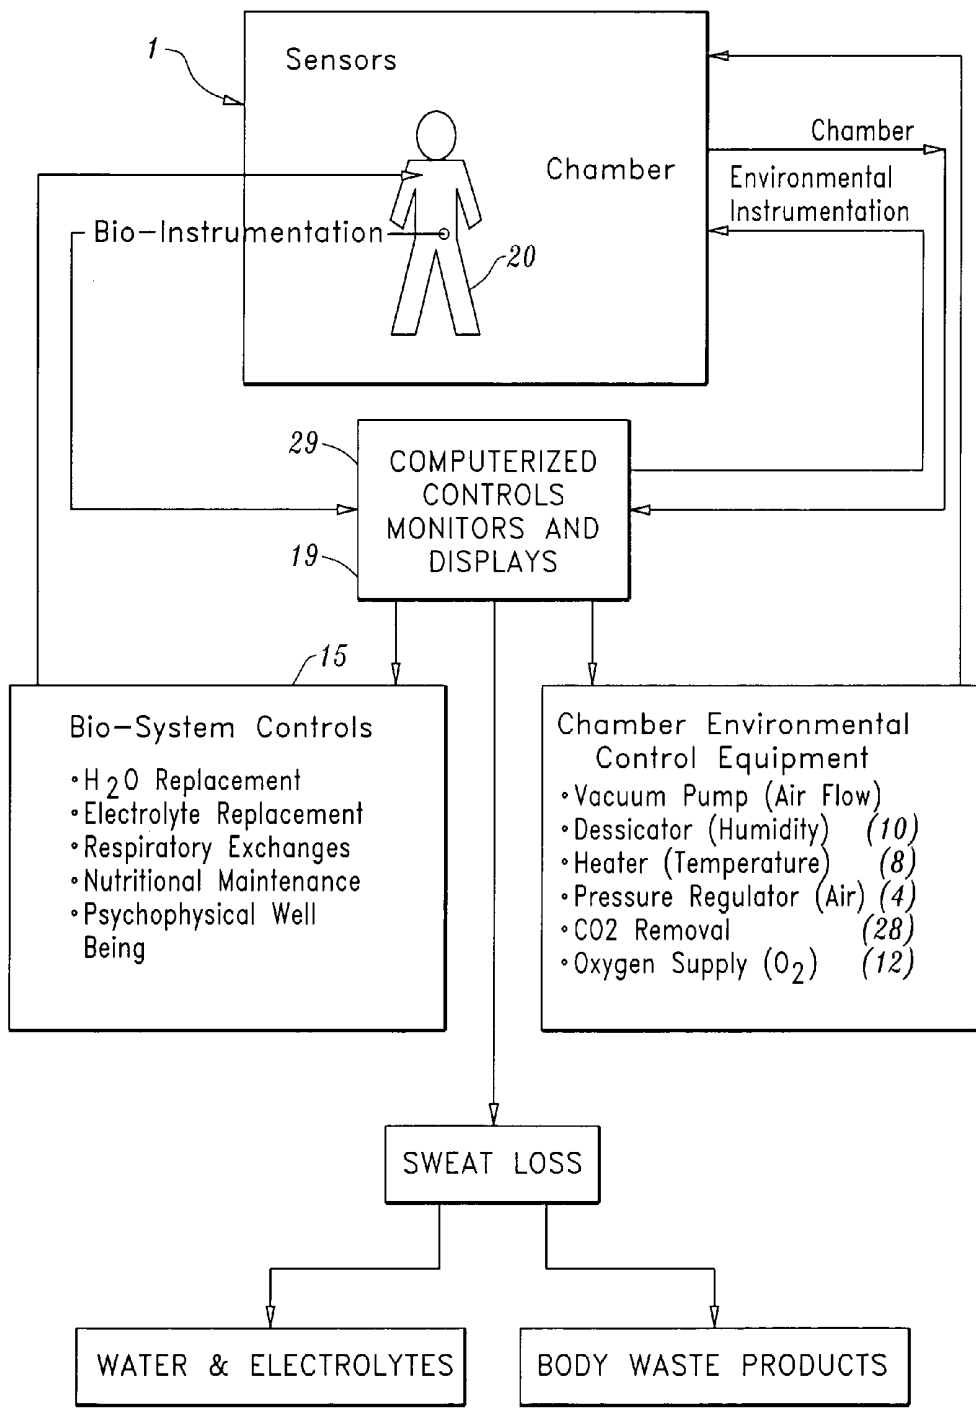 1
Sensors
Chamber
Chamber
Environmental
Instrumentation
Bio-Instrumentation
20
29
COMPUTERIZED
CONTROLS
MONITORS AND
DISPLAYS
19
15
Bio-System Controls
• H2O Replacement
• Electrolyte Replacement
• Respiratory Exchanges
• Nutritional Maintenance
• Psychophysical Well
Being
Chamber Environmental
Control Equipment
• Vacuum Pump (Air Flow)
• Dessicator (Humidity) (10)
• Heater (Temperature) (8)
• Pressure Regulator (Air) (4)
• CO2 Removal (28)
• Oxygen Supply (O2) (12)
SWEAT LOSS
WATER & ELECTROLYTES
BODY WASTE PRODUCTS